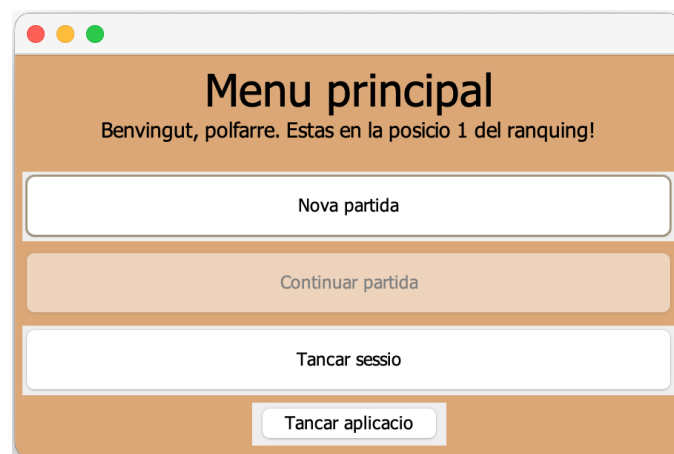 Menu principal
Benvingut, polfarre. Estas en la posicio 1 del ranquing!
Nova partida
Continuar partida
Tancar sessio
Tancar aplicacio